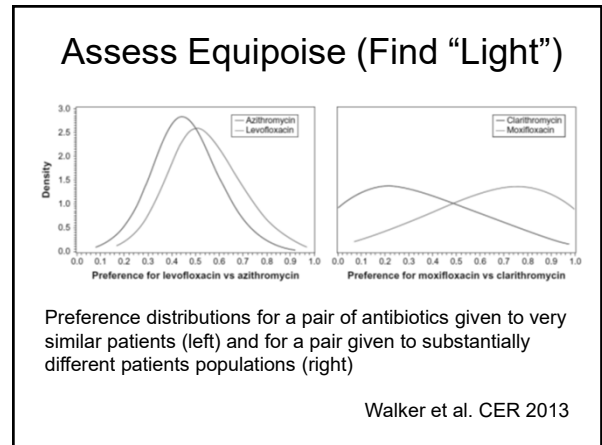 Assess Equipoise (Find “Light”)
3.0
2.5
2.0
1.5
1.0
0.5
0.0
Density
Azithromycin
Levofloxacin
0.0 0.1 0.2 0.3 0.4 0.5 0.6 0.7 0.8 0.9 1.0
Preference for levofloxacin vs azithromycin
Clarithromycin
Moxifloxacin
0.0 0.1 0.2 0.3 0.4 0.5 0.6 0.7 0.8 0.9 1.0
Preference for moxifloxacin vs clarithromycin
Preference distributions for a pair of antibiotics given to very
similar patients (left) and for a pair given to substantially
different patients populations (right)
Walker et al. CER 2013